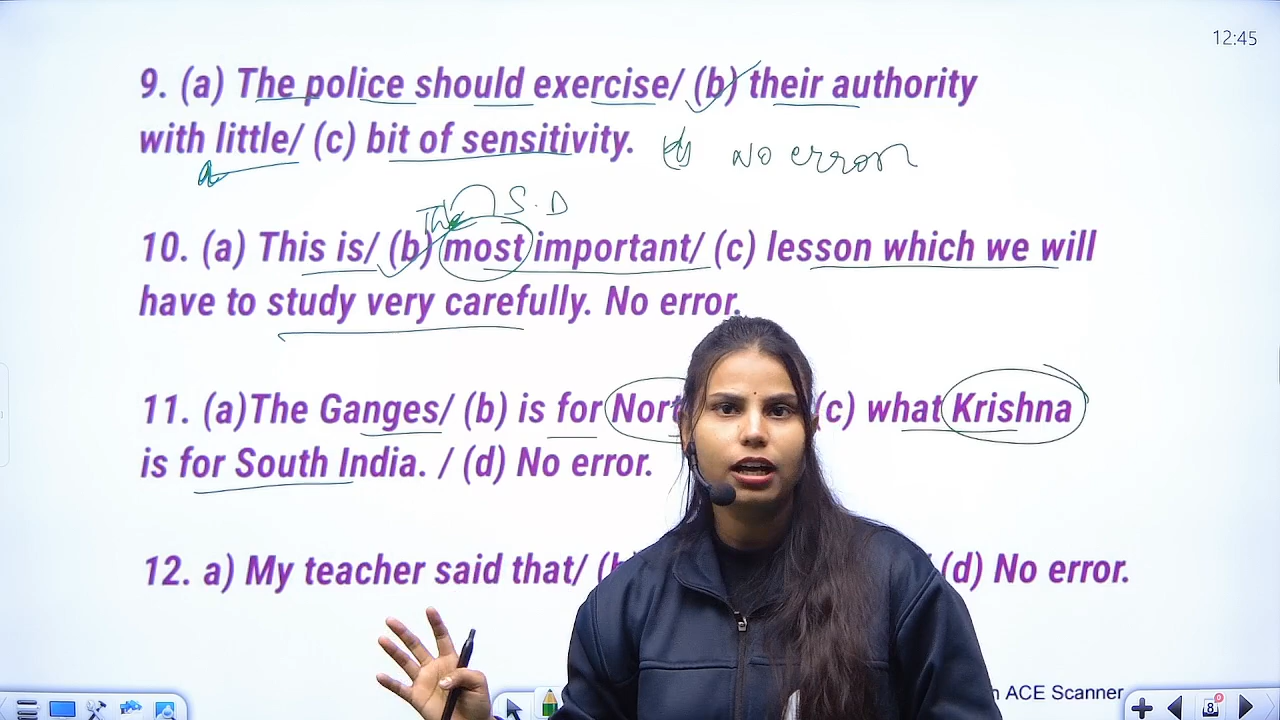 12:45
9. (a) The police should exercise/ (b) their authority
with little/ (c) bit of sensitivity. (d) No error
a
The S.D
10. (a) This is/ (b) most important/ (c) lesson which we will
have to study very carefully. No error.
11. (a)The Ganges/ (b) is for (c) what Krishna
is for South India. / (d) No error.
12. a) My teacher said that/ (d) No error.
ACE Scanner
8